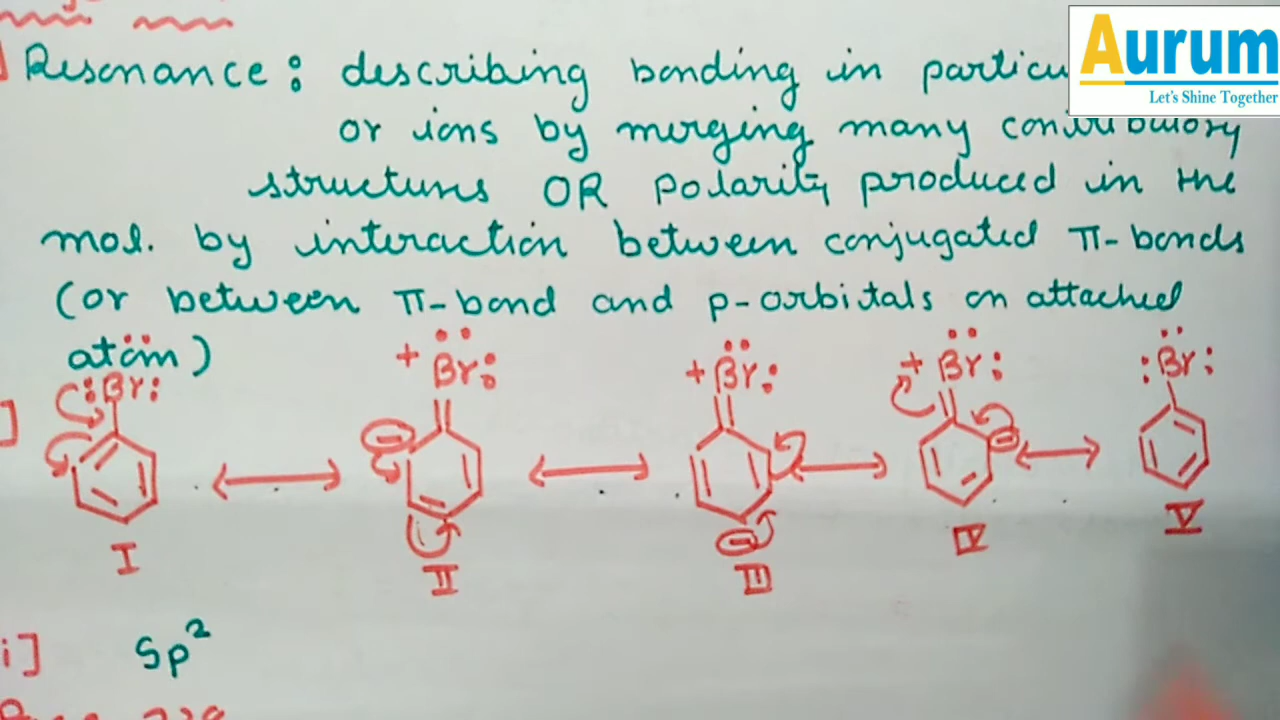 Aurum
Let's Shine Together
Resonance: describing bonding in particu
or ions by merging many contributory
structures OR Polarity produced in the
mol. by interaction between conjugated π-bonds
(or between π-bond and p-orbitals on attached
atom)
:Br: + Br: + Br: + Br: :Br:
I II III IV V
i] Sp²